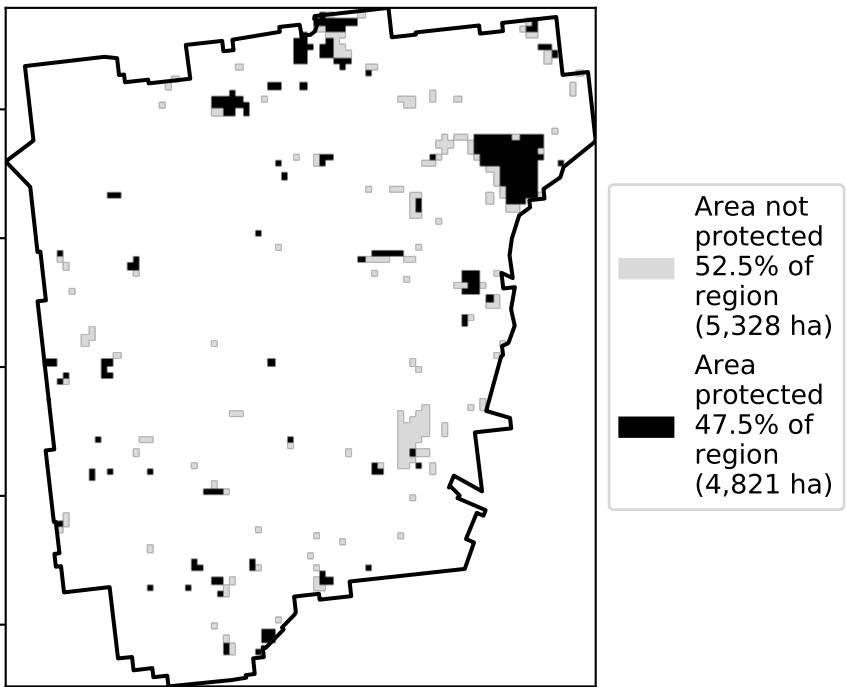 Area not
protected
52.5% of
region
(5,328 ha)
Area
protected
47.5% of
region
(4,821 ha)